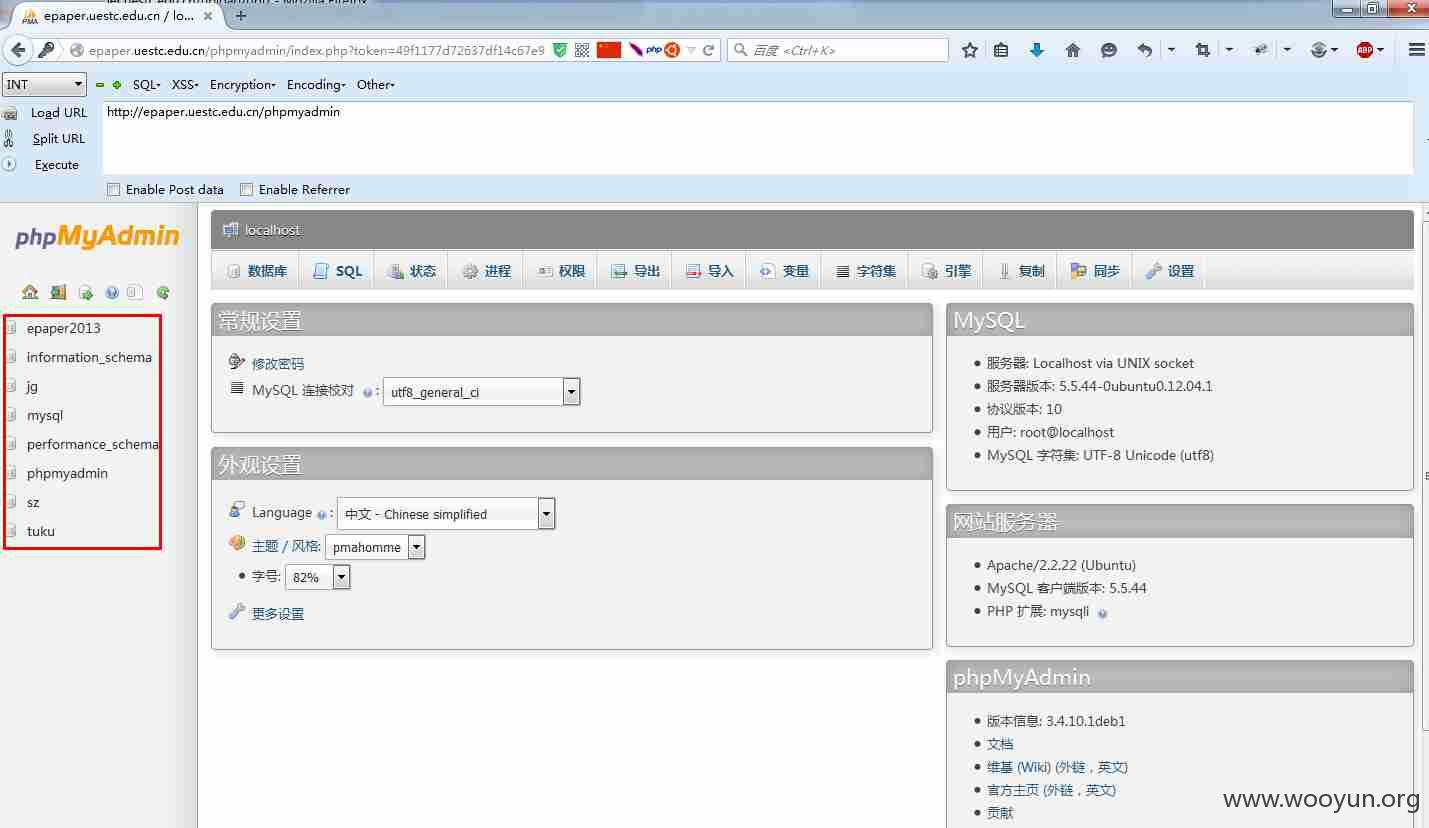 epaper.uestc.edu.cn / lo...
epaper.uestc.edu.cn/phpmyadmin/index.php?token=49f1177d72637df14c67e9
php
百度 <Ctrl+K>
ABP
INT
SQL
XSS
Encryption
Encoding
Other
Load URL
http://epaper.uestc.edu.cn/phpmyadmin
Split URL
Execute
Enable Post data
Enable Referrer
phpMyAdmin
epaper2013
information_schema
jg
mysql
performance_schema
phpmyadmin
sz
tuku
localhost
数据库
SQL
状态
进程
权限
导出
导入
变量
字符集
引擎
复制
同步
设置
常规设置
修改密码
MySQL 连接校对 :
utf8_general_ci
外观设置
Language :
中文 - Chinese simplified
主题 / 风格:
pmahomme
字号:
82%
更多设置
MySQL
服务器: Localhost via UNIX socket
服务器版本: 5.5.44-0ubuntu0.12.04.1
协议版本: 10
用户: root@localhost
MySQL 字符集: UTF-8 Unicode (utf8)
网站服务器
Apache/2.2.22 (Ubuntu)
MySQL 客户端版本: 5.5.44
PHP 扩展: mysqli
phpMyAdmin
版本信息: 3.4.10.1deb1
文档
维基 (Wiki) (外链，英文)
官方主页 (外链，英文)
贡献
www.wooyun.org